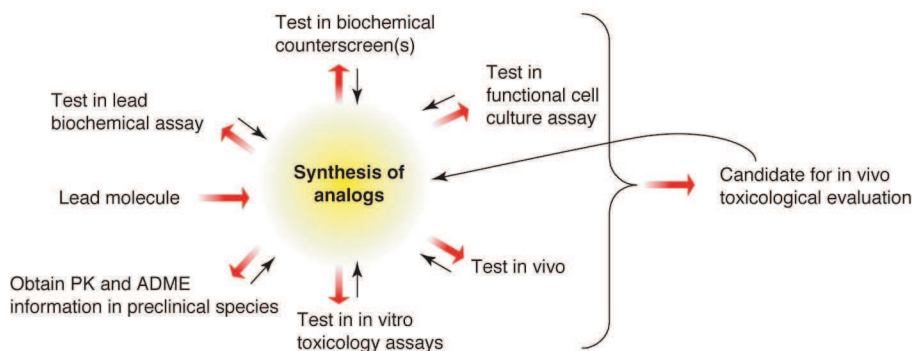 Test in biochemical
counterscreen(s)
Test in
functional cell
culture assay
Test in lead
biochemical assay
Synthesis of
analogs
Lead molecule
Candidate for in vivo
toxicological evaluation
Test in vivo
Obtain PK and ADME
information in preclinical species
Test in in vitro
toxicology assays